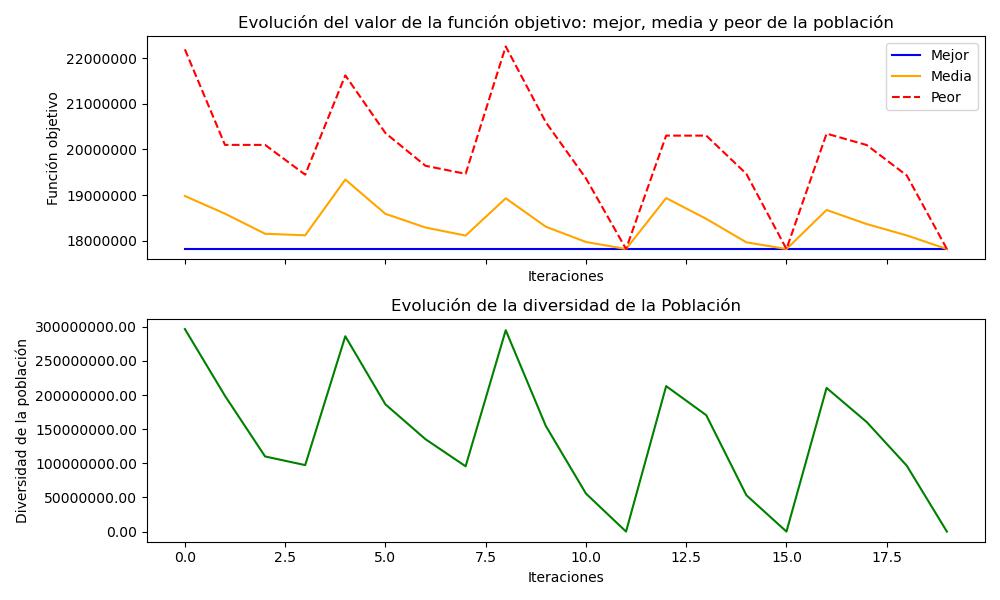 Evolución del valor de la función objetivo: mejor, media y peor de la población
Función objetivo
22000000
21000000
20000000
19000000
18000000
Mejor
Media
Peor
Iteraciones
Evolución de la diversidad de la Población
Diversidad de la población
300000000.00
250000000.00
200000000.00
150000000.00
100000000.00
50000000.00
0.00
0.0 2.5 5.0 7.5 10.0 12.5 15.0 17.5
Iteraciones